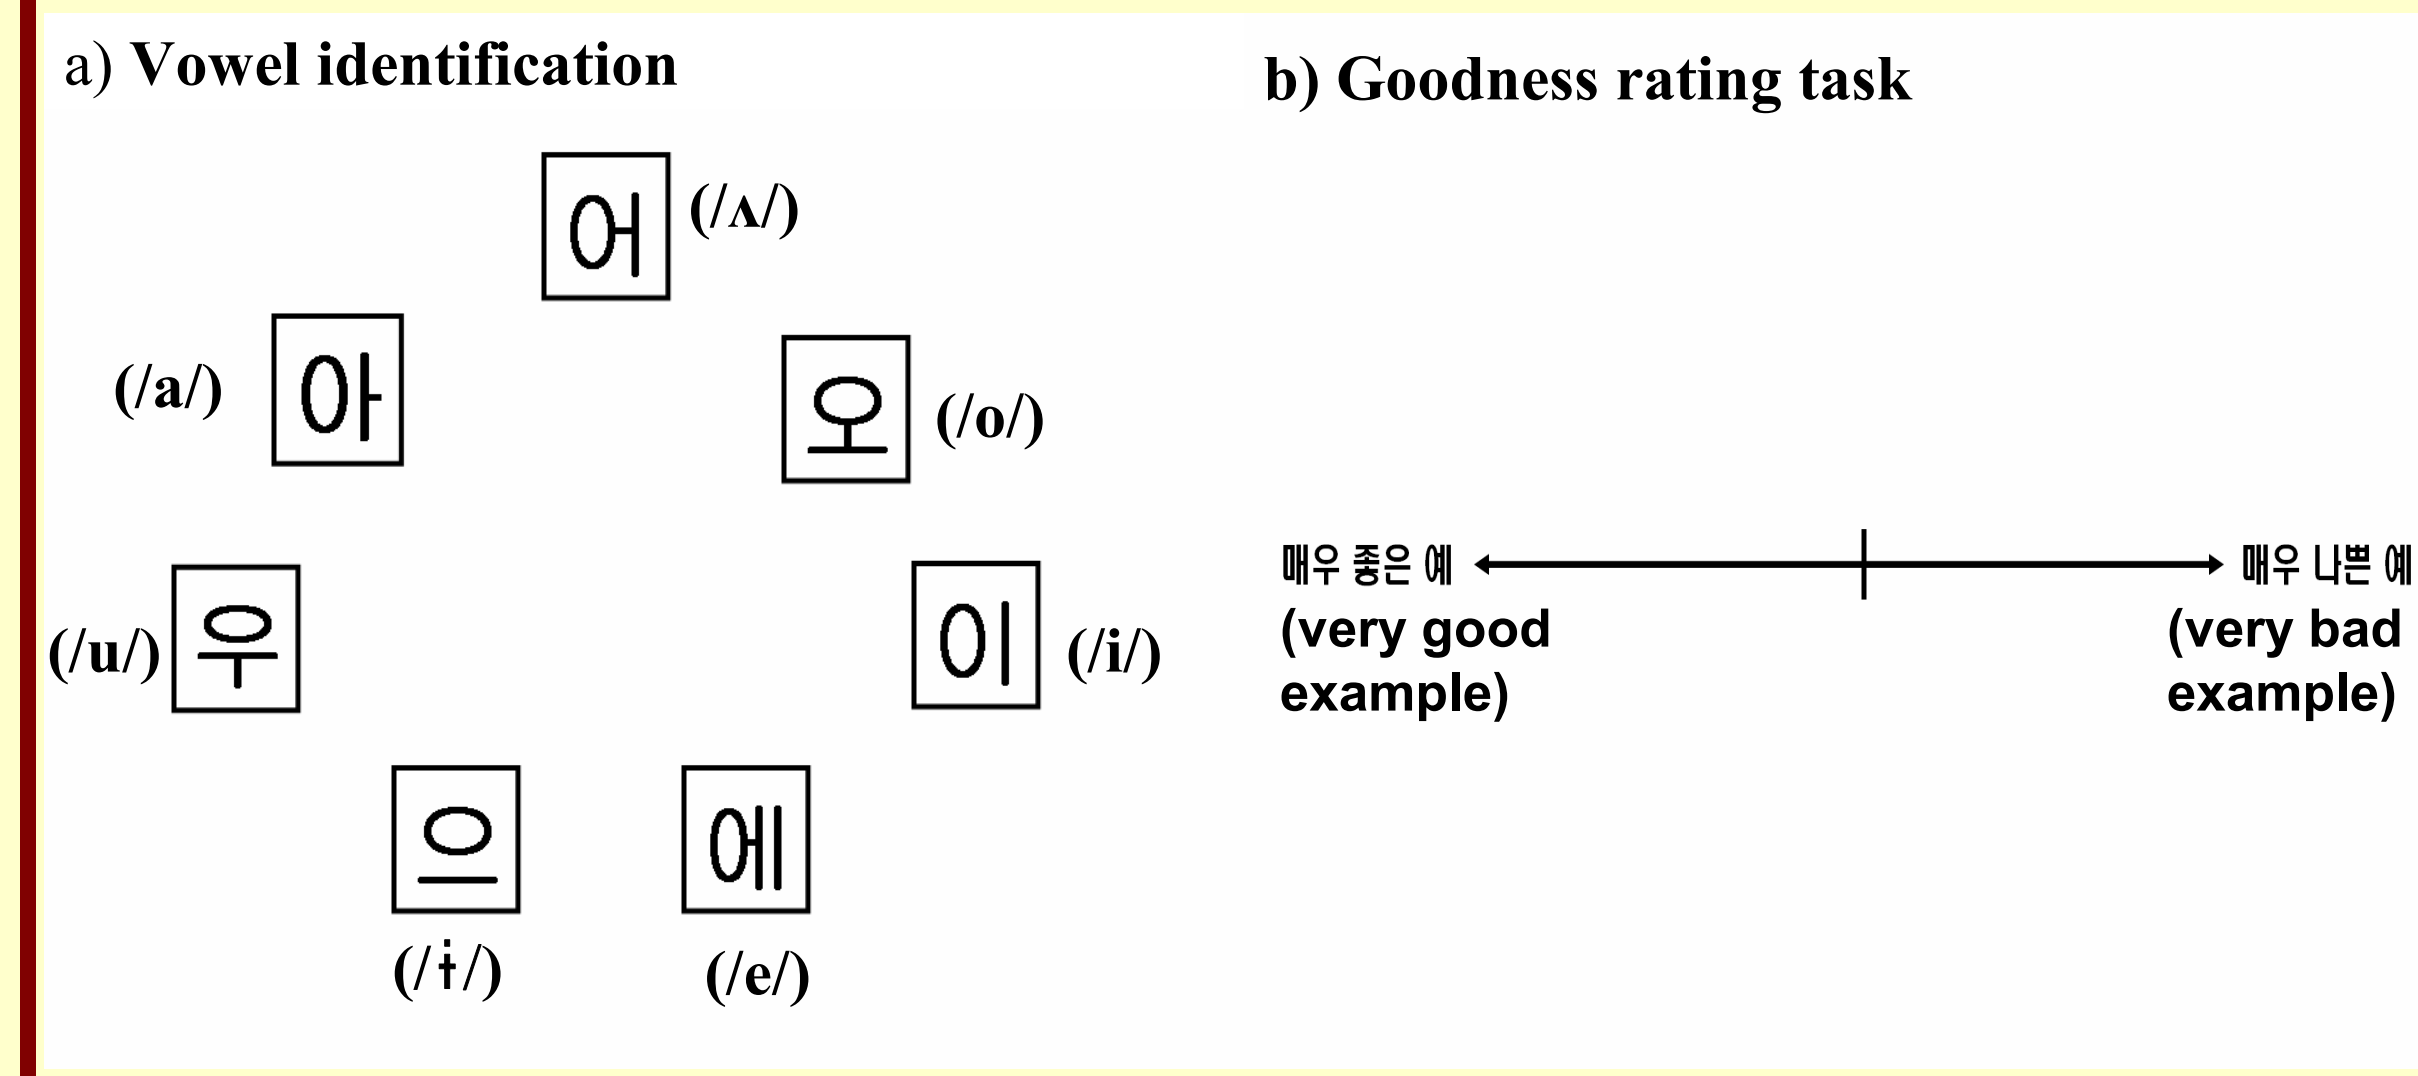 a) Vowel identification
어 (/ʌ/)
(/a/) 아
오 (/o/)
(/u/) 우
이 (/i/)
으
(/ɨ/)
에
(/e/)
b) Goodness rating task
매우 좋은 예
(very good
example)
매우 나쁜 예
(very bad
example)